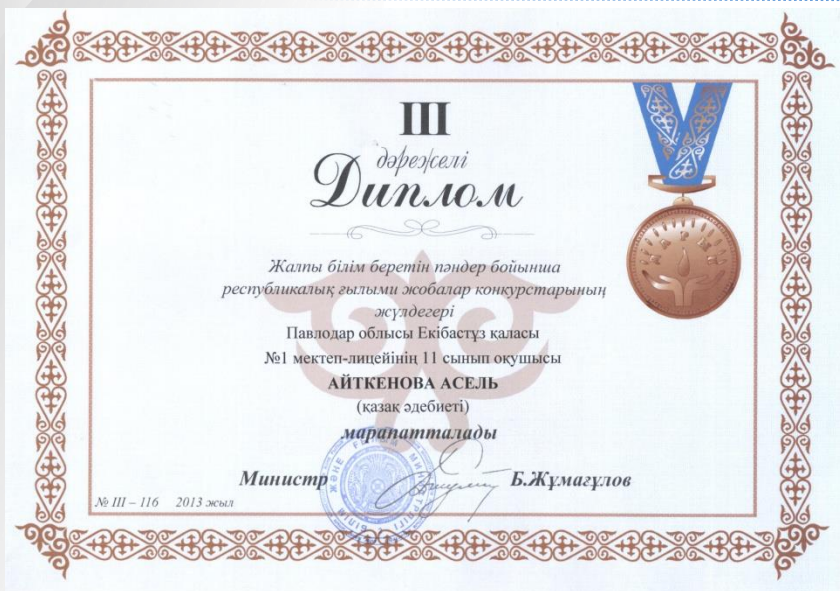 III
дәрежелі
Диплом
Жалпы білім беретін пәндер бойынша
республикалық ғылыми жобалар конкурстарының
жүлдегері
Павлодар облысы Екібастұз қаласы
№1 мектеп-лицейінің 11 сынып оқушысы
АЙТКЕНОВА АСЕЛЬ
(қазақ әдебиеті)
марапатталады
Министр Б.Жұмағұлов
№ III – 116 2013 жыл